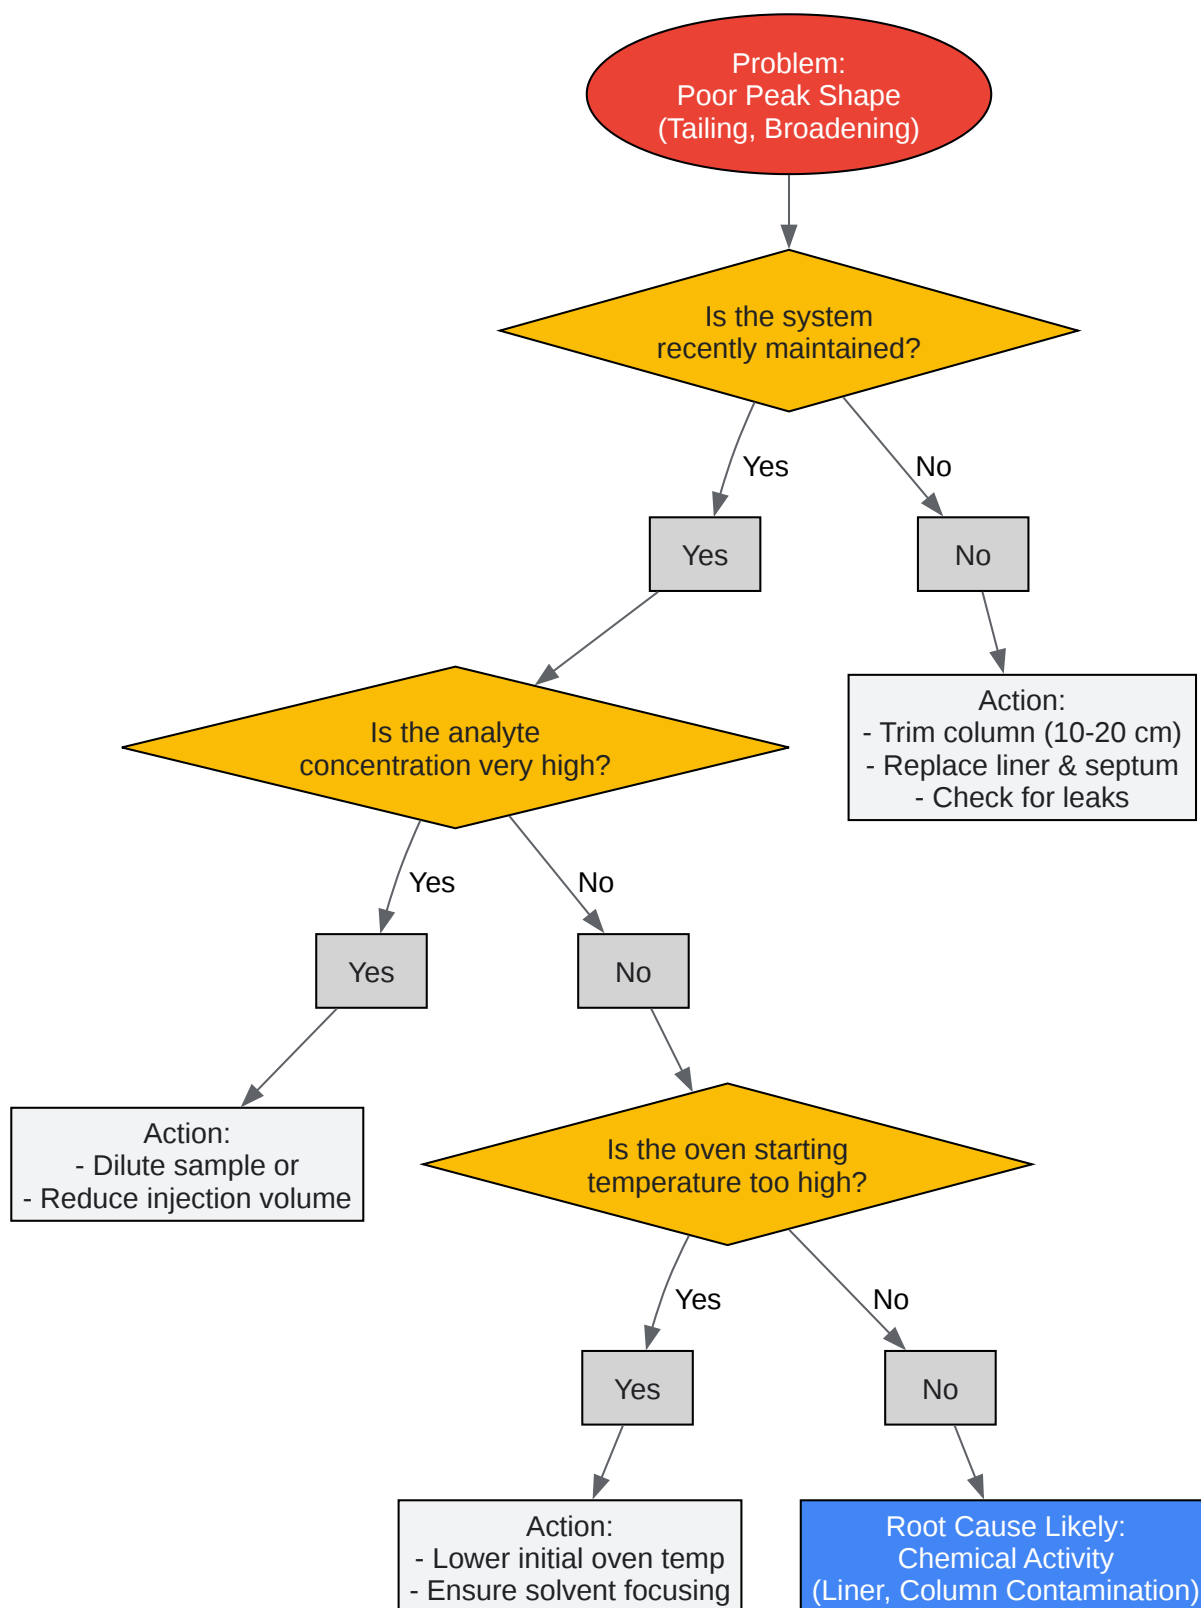 Problem:
Poor Peak Shape
(Tailing, Broadening)
Is the system
recently maintained?
Yes
No
Yes
No
Action:
- Trim column (10-20 cm)
- Replace liner & septum
- Check for leaks
Is the analyte
concentration very high?
Yes
No
Yes
No
Action:
- Dilute sample or
- Reduce injection volume
Is the oven starting
temperature too high?
Yes
No
Yes
No
Action:
- Lower initial oven temp
- Ensure solvent focusing
Root Cause Likely:
Chemical Activity
(Liner, Column Contamination)